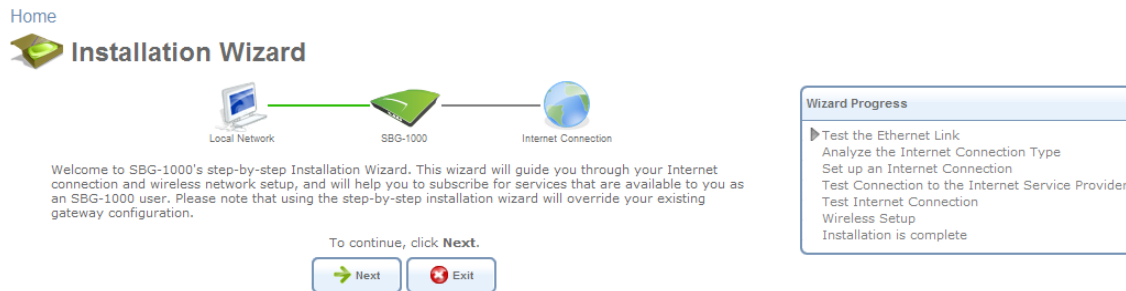 Home
Installation Wizard
Local Network
SBG-1000
Internet Connection
Welcome to SBG-1000's step-by-step Installation Wizard. This wizard will guide you through your Internet
connection and wireless network setup, and will help you to subscribe for services that are available to you as
an SBG-1000 user. Please note that using the step-by-step installation wizard will override your existing
gateway configuration.
To continue, click Next.
Next
Exit
Wizard Progress
Test the Ethernet Link
Analyze the Internet Connection Type
Set up an Internet Connection
Test Connection to the Internet Service Provider
Test Internet Connection
Wireless Setup
Installation is complete